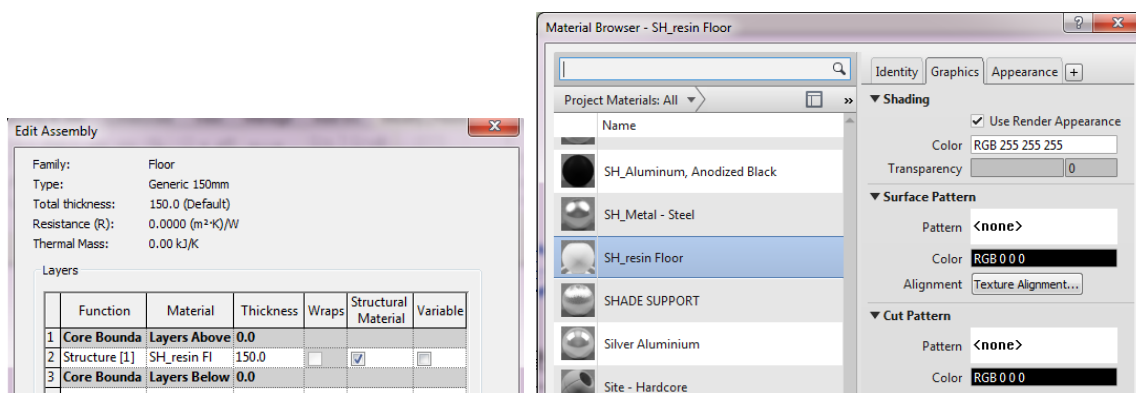 Edit Assembly
Family: Floor
Type: Generic 150mm
Total thickness: 150.0 (Default)
Resistance (R): 0.0000 (m²·K)/W
Thermal Mass: 0.00 kJ/K
Layers
Function Material Thickness Wraps Structural Material Variable
1 Core Bounda Layers Above 0.0
2 Structure [1] SH_resin Fl 150.0
3 Core Bounda Layers Below 0.0
Material Browser - SH_resin Floor
Project Materials: All
Name
SH_Aluminum, Anodized Black
SH_Metal - Steel
SH_resin Floor
SHADE SUPPORT
Silver Aluminium
Site - Hardcore
Identity Graphics Appearance +
Shading
Use Render Appearance
Color RGB 255 255 255
Transparency 0
Surface Pattern
Pattern <none>
Color RGB 0 0 0
Alignment Texture Alignment...
Cut Pattern
Pattern <none>
Color RGB 0 0 0